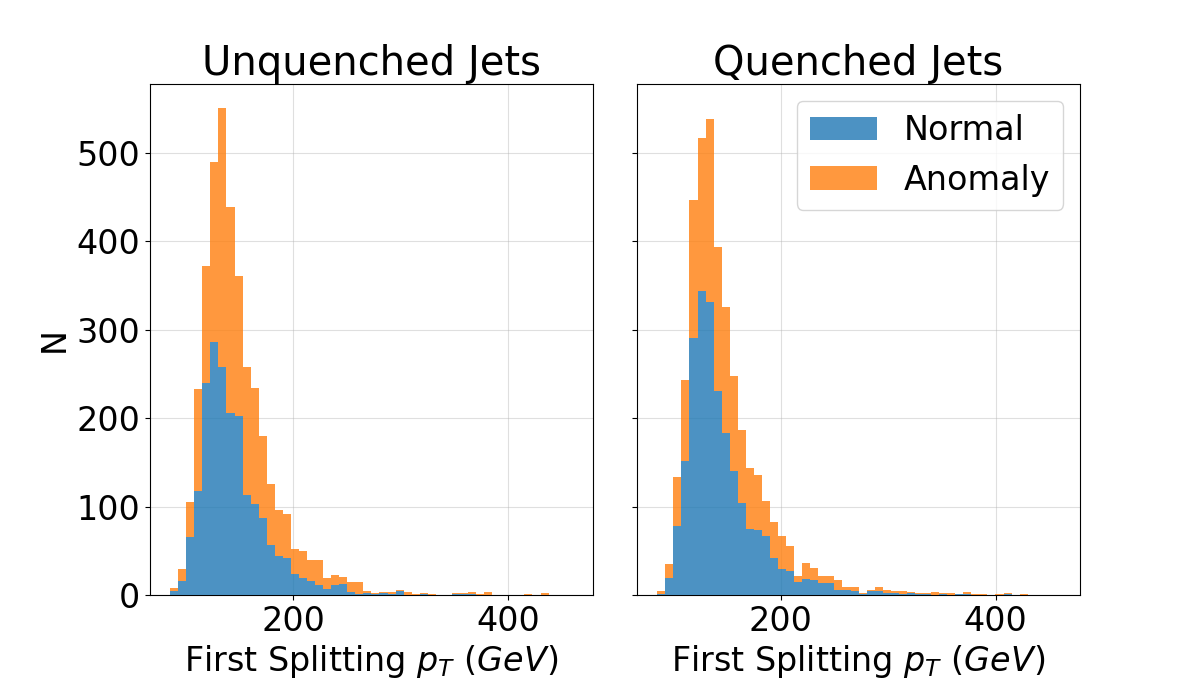 Unquenched Jets
Quenched Jets
Normal
Anomaly
500
400
300
200
100
0
N
200
400
200
400
First Splitting $p_T$ (GeV)
First Splitting $p_T$ (GeV)